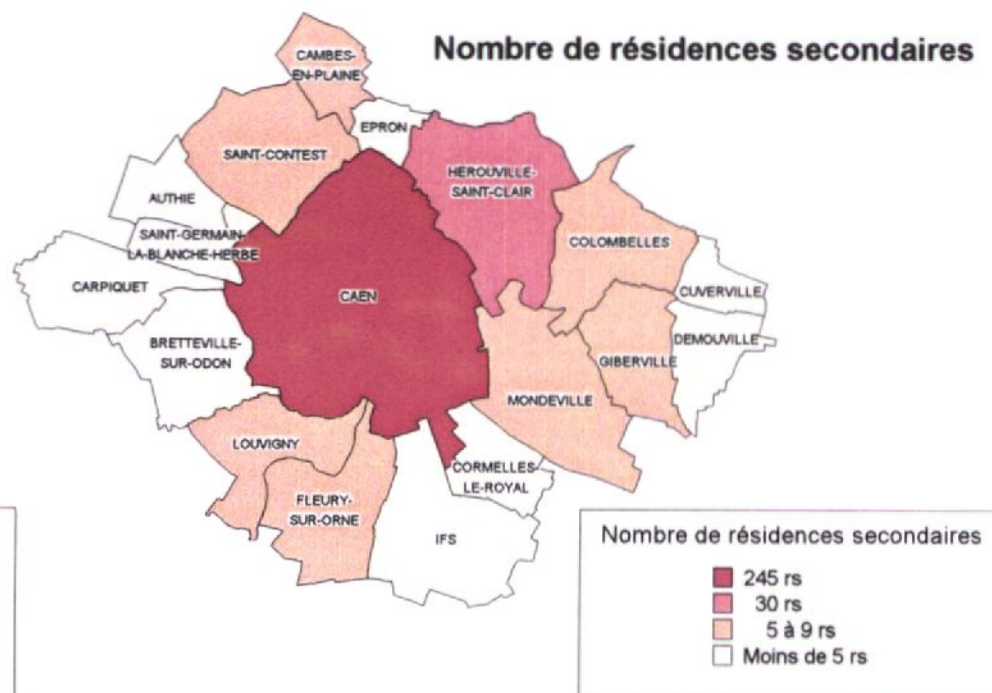 Nombre de résidences secondaires
CAMBES-
EN-PLAINE
EPRON
SAINT-CONTEST
HEROUVILLE-
SAINT-CLAIR
AUTHIE
SAINT-GERMAIN-
LA-BLANCHE-HERBE
COLOMBELLES
CARPIQUET
CAEN
CUVERVILLE
BRETTEVILLE-
SUR-ODON
DEMOUVILLE
GIBERVILLE
MONDEVILLE
LOUVIGNY
CORMELLES-
LE-ROYAL
FLEURY-
SUR-ORNE
IFS
Nombre de résidences secondaires
245 rs
30 rs
5 à 9 rs
Moins de 5 rs